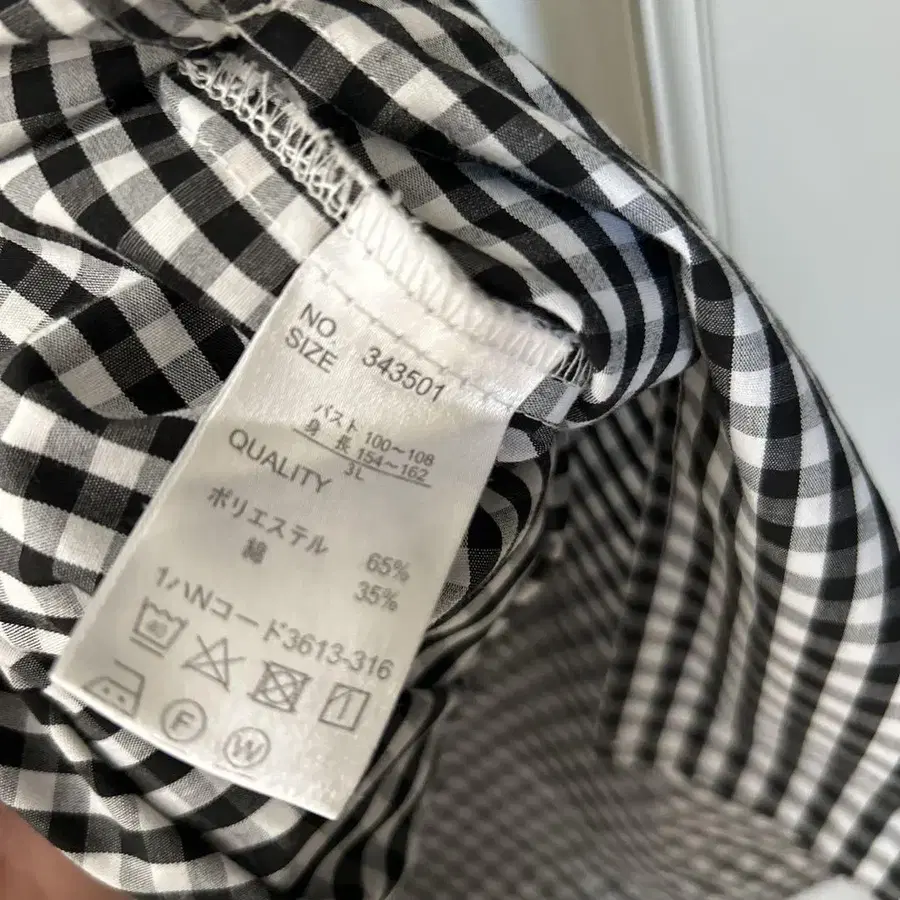 NO. 343501
SIZE
バスト 100~108
身 長 154~162
3L
QUALITY
ポリエステル 65%
綿 35%
1ハNコード3613-316
F
W